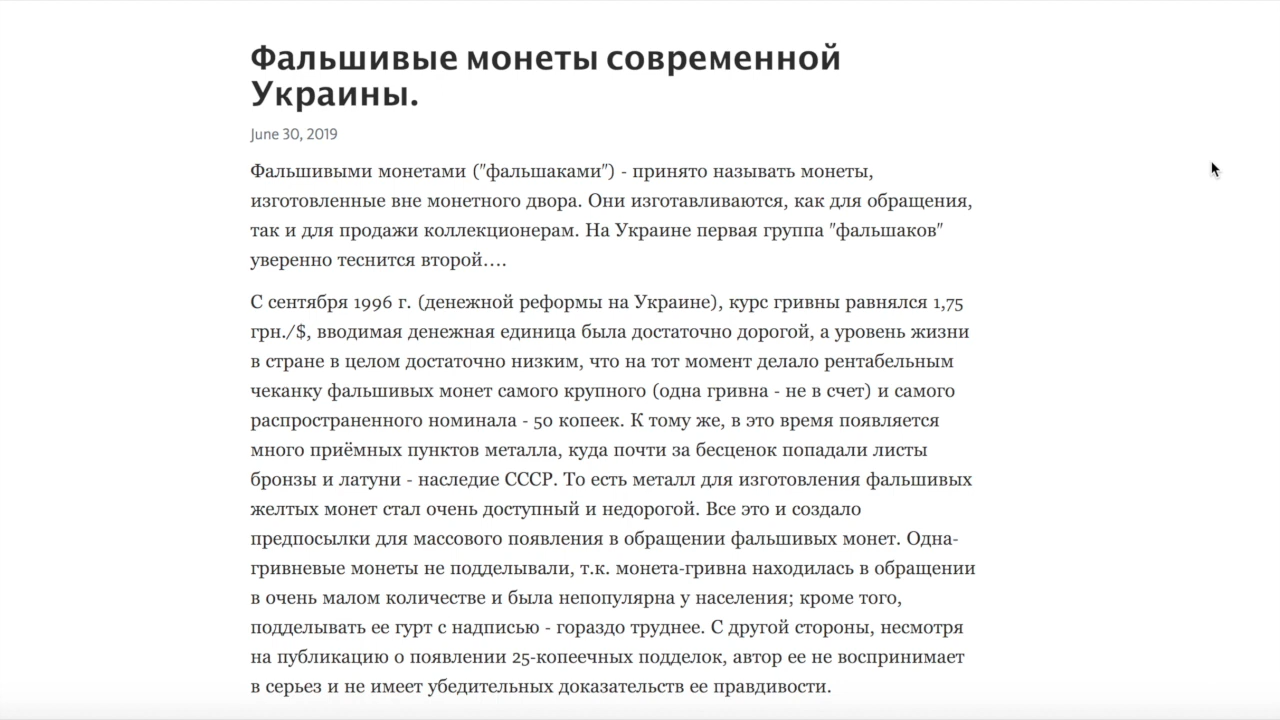 Фальшивые монеты современной
Украины.
June 30, 2019
Фальшивыми монетами ("фальшаками") - принято называть монеты,
изготовленные вне монетного двора. Они изготавливаются, как для обращения,
так и для продажи коллекционерам. На Украине первая группа "фальшаков"
уверенно теснится второй….
С сентября 1996 г. (денежной реформы на Украине), курс гривны равнялся 1,75
грн./$, вводимая денежная единица была достаточно дорогой, а уровень жизни
в стране в целом достаточно низким, что на тот момент делало рентабельным
чеканку фальшивых монет самого крупного (одна гривна - не в счет) и самого
распространенного номинала - 50 копеек. К тому же, в это время появляется
много приёмных пунктов металла, куда почти за бесценок попадали листы
бронзы и латуни - наследие СССР. То есть металл для изготовления фальшивых
желтых монет стал очень доступный и недорогой. Все это и создало
предпосылки для массового появления в обращении фальшивых монет. Одна-
гривневые монеты не подделывали, т.к. монета-гривна находилась в обращении
в очень малом количестве и была непопулярна у населения; кроме того,
подделывать ее гурт с надписью - гораздо труднее. С другой стороны, несмотря
на публикацию о появлении 25-копеечных подделок, автор ее не воспринимает
в серьез и не имеет убедительных доказательств ее правдивости.